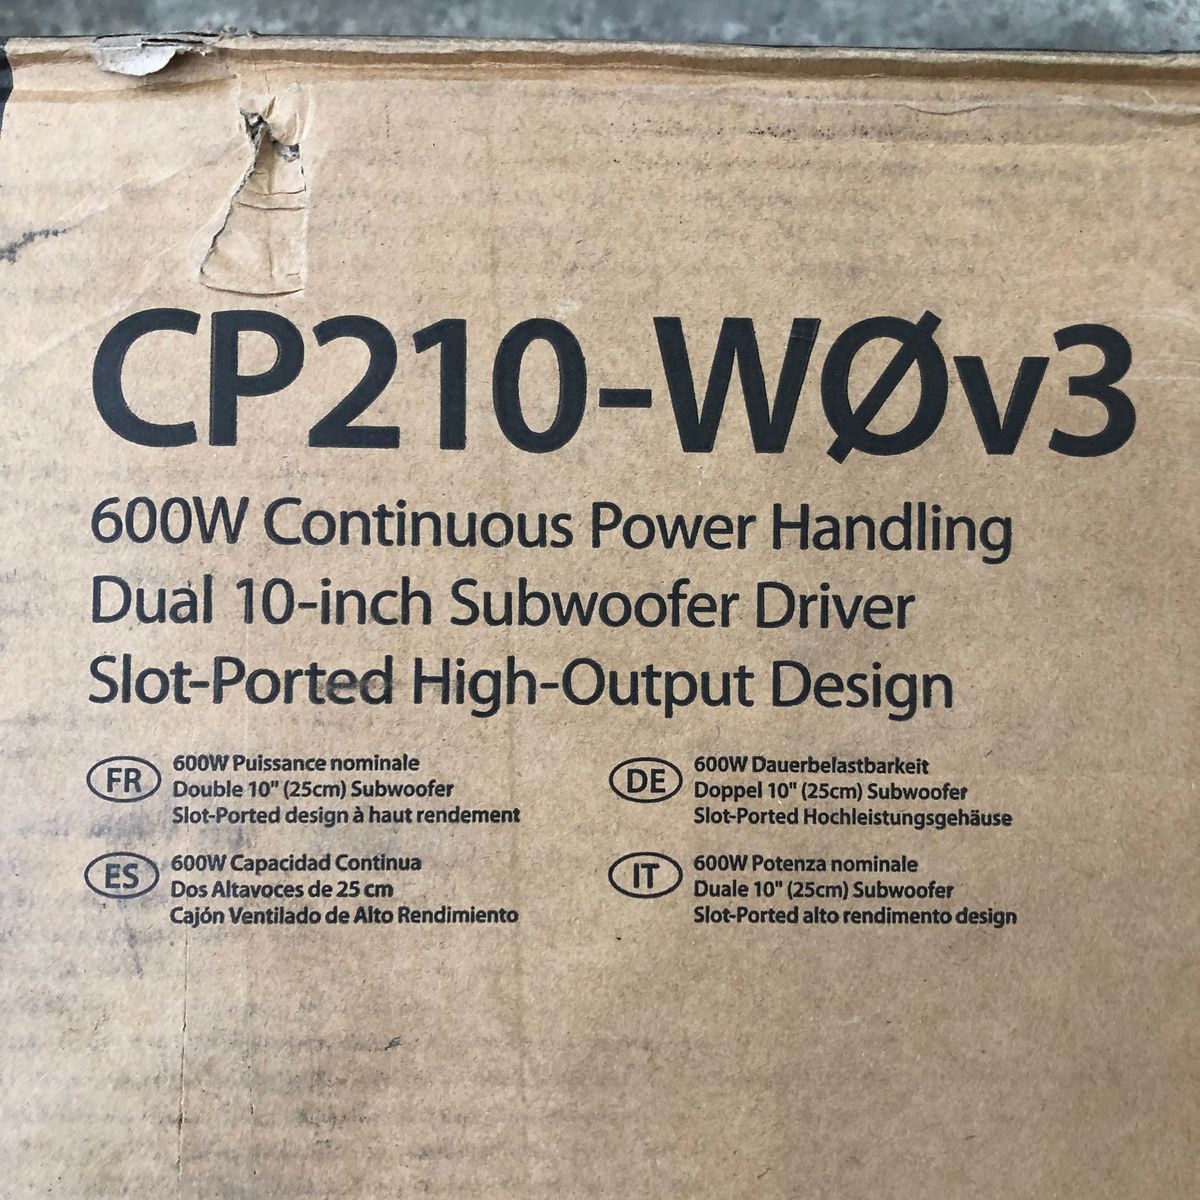 CP210-WØv3
600W Continuous Power Handling
Dual 10-inch Subwoofer Driver
Slot-Ported High-Output Design
FR
600W Puissance nominale
Double 10" (25cm) Subwoofer
Slot-Ported design à haut rendement
DE
600W Dauerbelastbarkeit
Doppel 10" (25cm) Subwoofer
Slot-Ported Hochleistungsgehäuse
ES
600W Capacidad Continua
Dos Altavoces de 25 cm
Cajón Ventilado de Alto Rendimiento
IT
600W Potenza nominale
Duale 10" (25cm) Subwoofer
Slot-Ported alto rendimento design